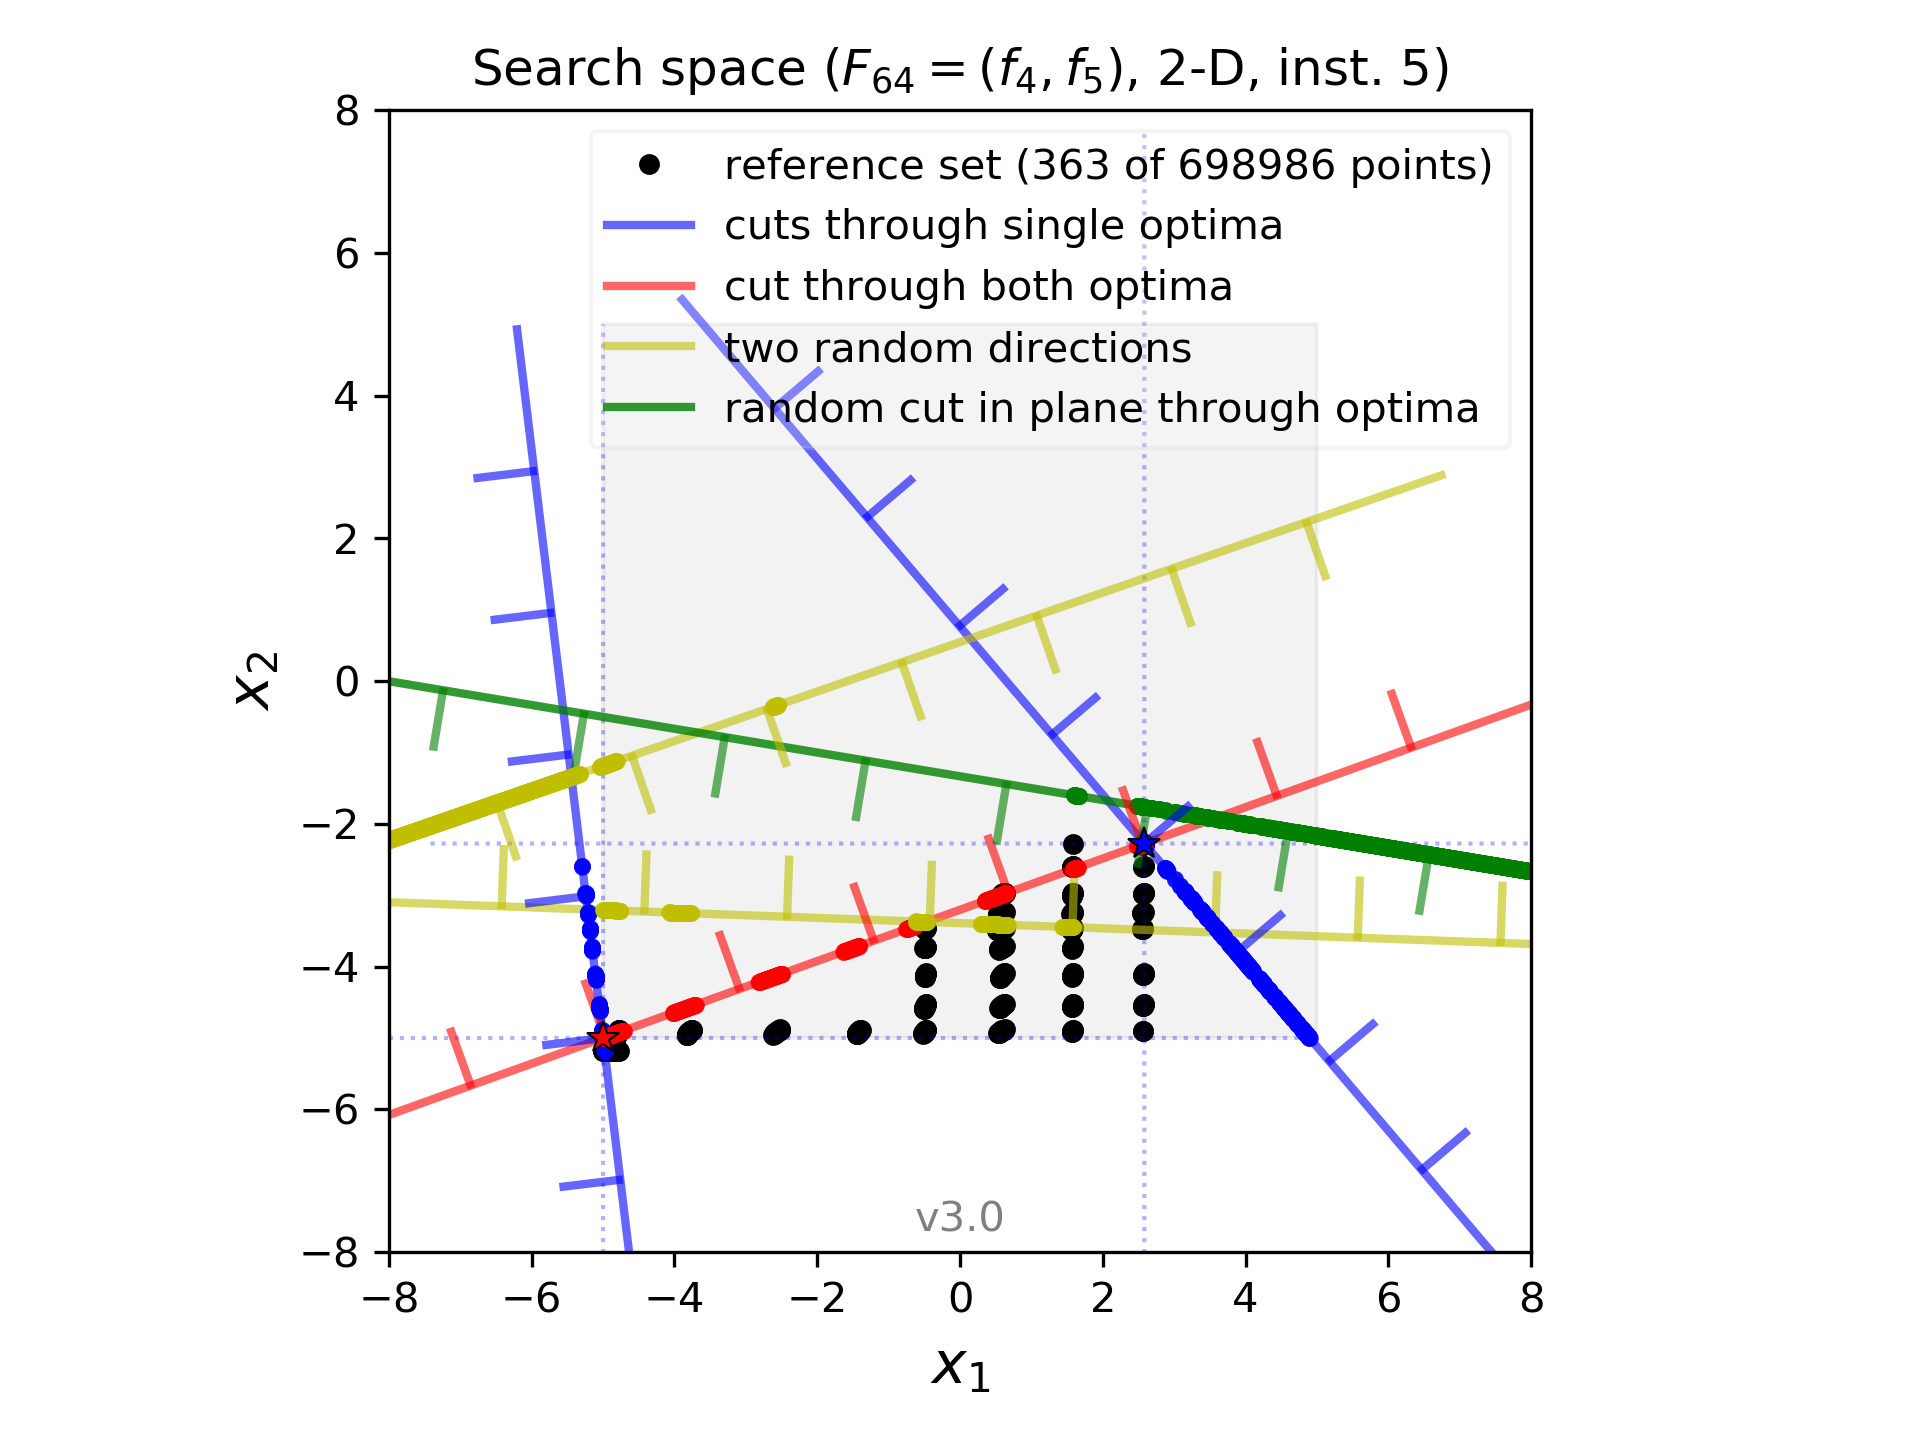 Search space (F64 = (f4, f5), 2-D, inst. 5)
8
reference set (363 of 698986 points)
cuts through single optima
6
cut through both optima
two random directions
4
random cut in plane through optima
2
x2
0
−2
−4
−6
v3.0
−8
−8 −6 −4 −2 0 2 4 6 8
x1